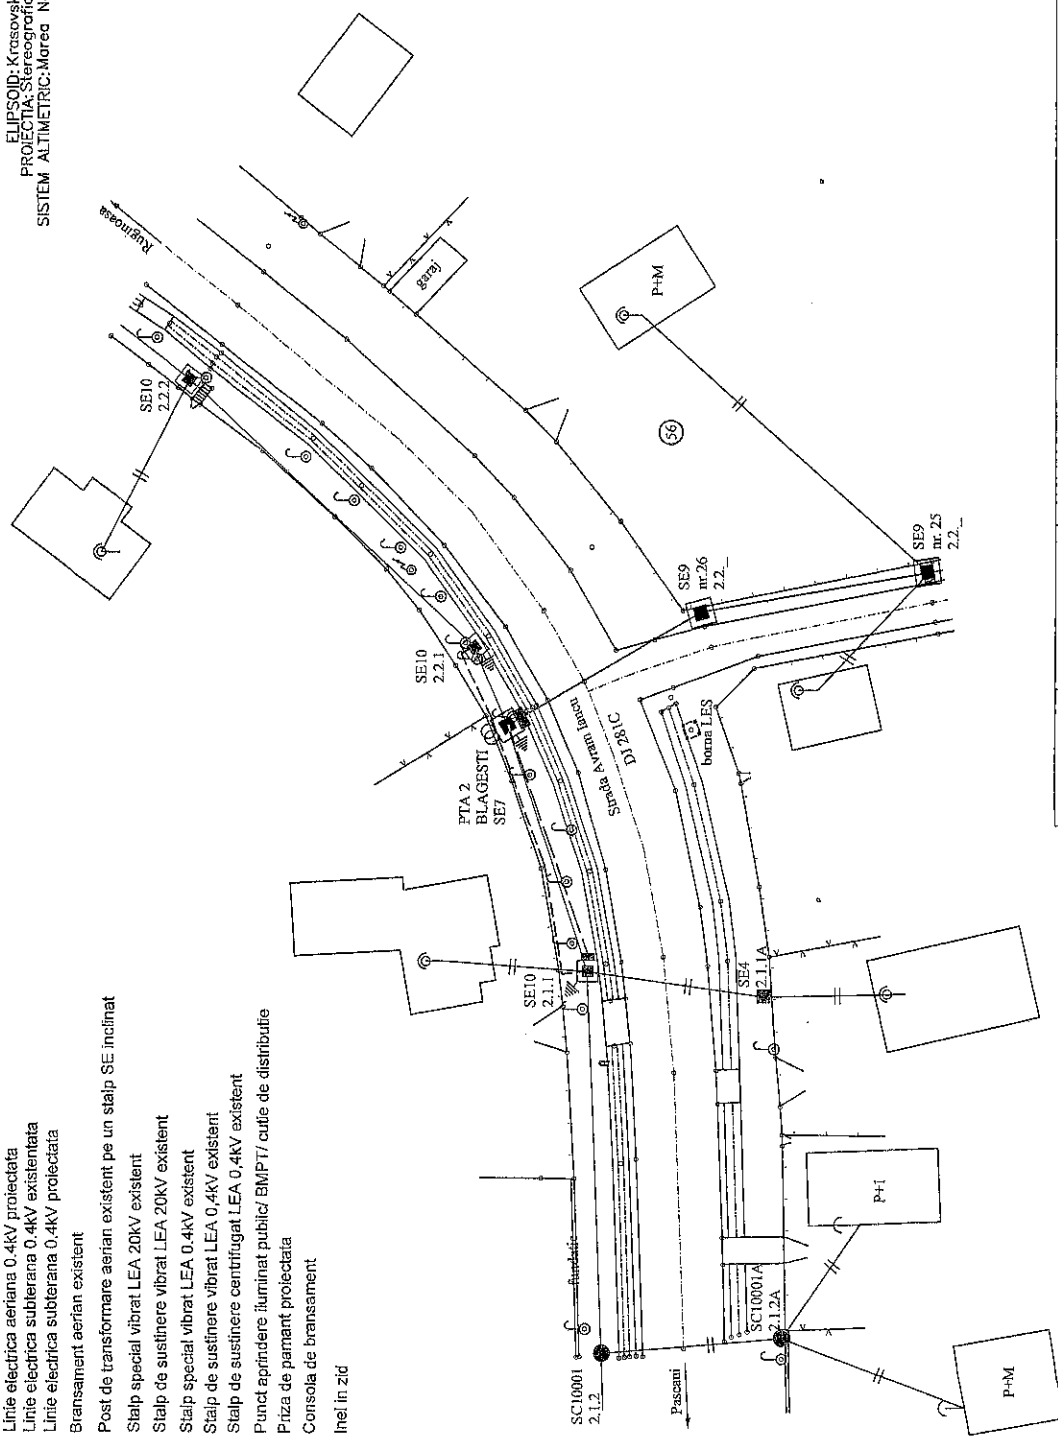 ELIPSOID: Krasovsk
PROIECTIA: Stereografic
SISTEM ALTIMETRIC: Marea N
Linie electrica aeriana 0.4kV proiectata
Linie electrica subterana 0.4kV existentata
Linie electrica subterana 0.4kV proiectata
Bransament aerian existent
Post de transformare aerian existent pe un stalp SE inclinat
Stalp special vibrat LEA 20kV existent
Stalp de sustinere vibrat LEA 20kV existent
Stalp special vibrat LEA 0.4kV existent
Stalp de sustinere vibrat LEA 0,4kV existent
Stalp de sustinere centrifugat LEA 0,4kV existent
Punct aprindere iluminat public/ BMPT/ cutie de distributie
Priza de pamant proiectata
Consola de bransament
Inel in zid
Ruginoasa
garaj
P+M
SE10
2.2.2
56
SE10
2.2.1
SE9
nr.26
2.2._
SE9
nr. 25
2.2._
PTA 2
BLAGESTI
SE7
Strada Avram Iancu
DJ 281C
borna LES
SE10
2.1.1
SE4
2.1.1A
fundatie
P+1
SC10001
2.1.2
SC10001A
2.1.2A
Pascani
P+M